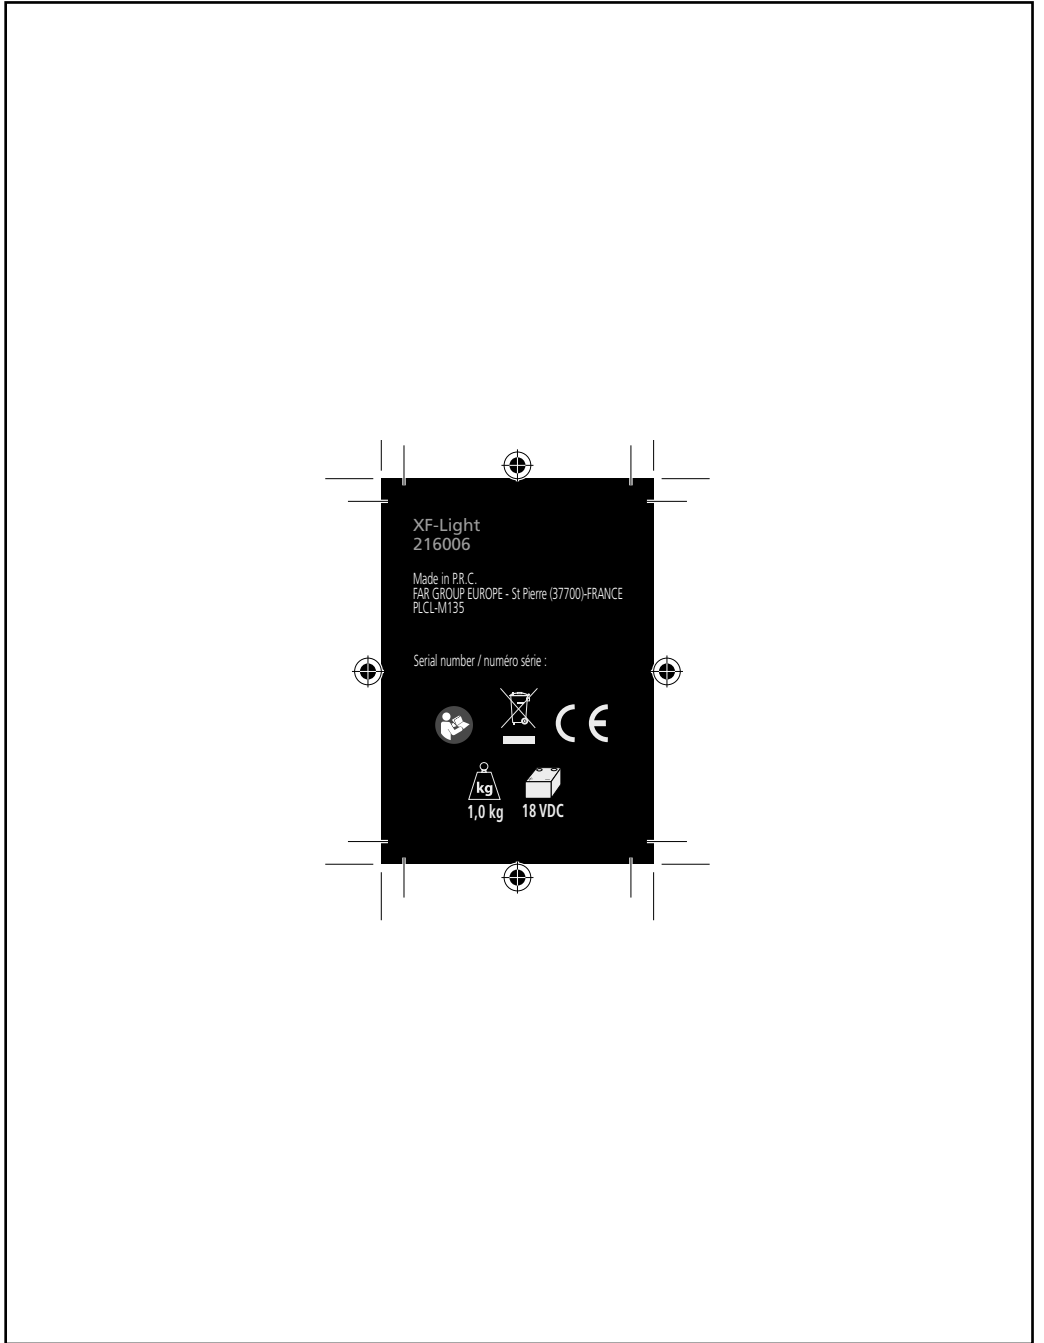 XF-Light
216006
Made in P.R.C.
FAR GROUP EUROPE - St Pierre (37700)-FRANCE
PLCL-M135
Serial number / numéro série :
CE
kg
1,0 kg
18 VDC